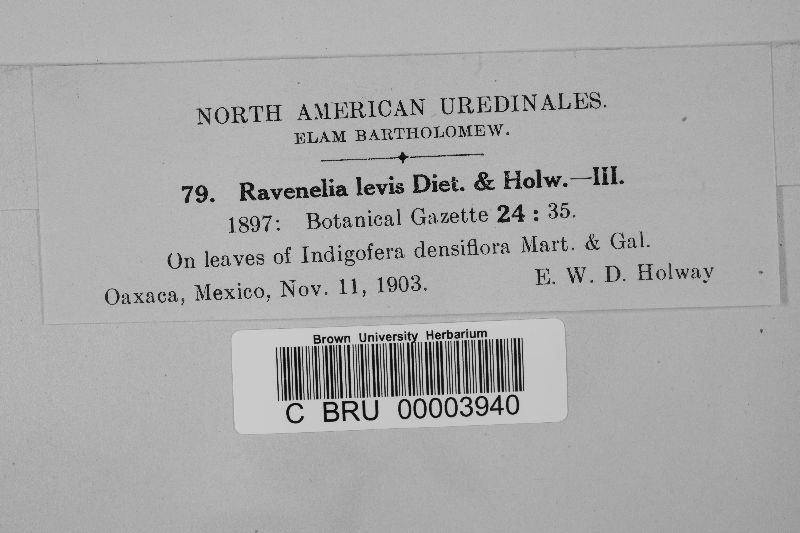 NORTH AMERICAN UREDINALES.
ELAM BARTHOLOMEW.
79. Ravenelia levis Diet. & Holw.—III.
1897: Botanical Gazette 24 : 35.
On leaves of Indigofera densiflora Mart. & Gal.
Oaxaca, Mexico, Nov. 11, 1903. E. W. D. Holway
Brown University Herbarium
C BRU 00003940